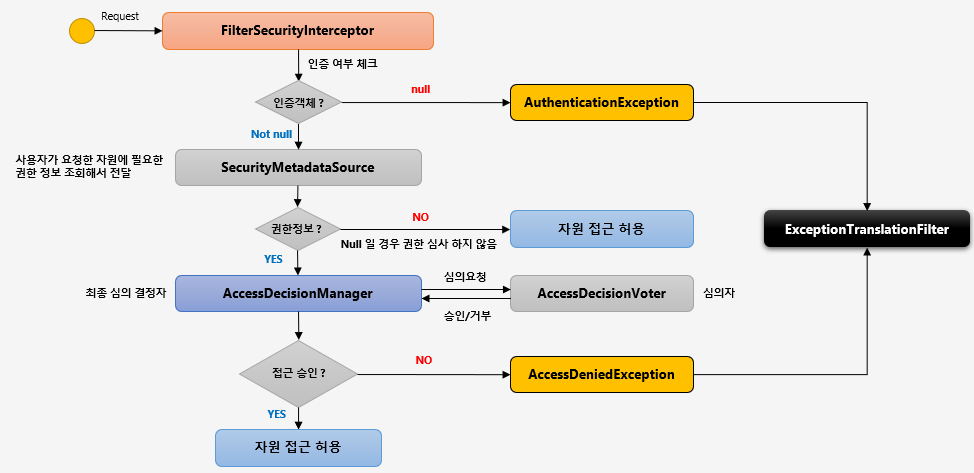 Request
FilterSecurityInterceptor
인증 여부 체크
인증객체 ?
null
AuthenticationException
Not null
사용자가 요청한 자원에 필요한
권한 정보 조회해서 전달
SecurityMetadataSource
권한정보 ?
NO
Null 일 경우 권한 심사 하지 않음
자원 접근 허용
ExceptionTranslationFilter
YES
최종 심의 결정자
AccessDecisionManager
심의요청
승인/거부
AccessDecisionVoter
심의자
접근 승인 ?
NO
AccessDeniedException
YES
자원 접근 허용